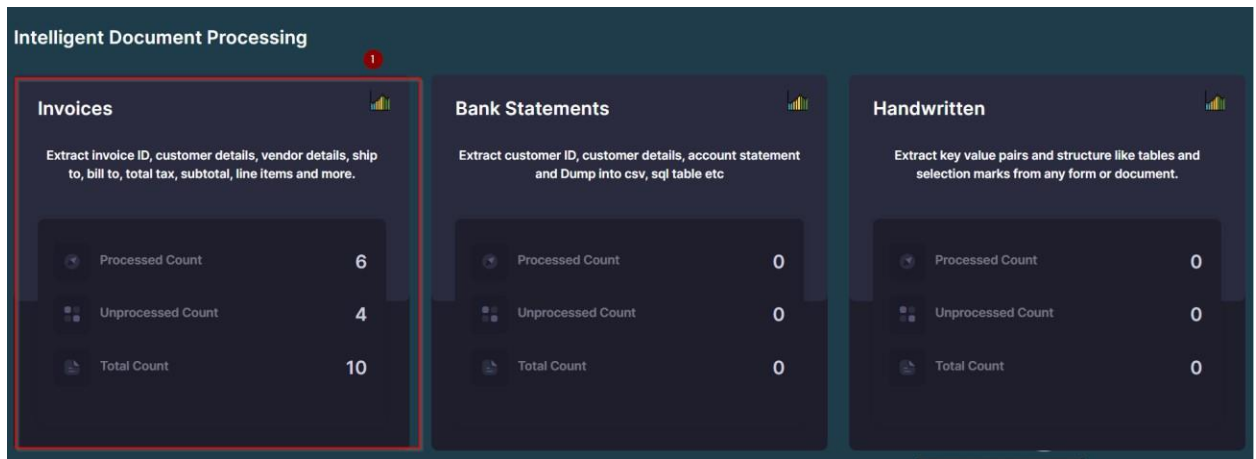 Intelligent Document Processing
1
Invoices
Extract invoice ID, customer details, vendor details, ship
to, bill to, total tax, subtotal, line items and more.
Processed Count 6
Unprocessed Count 4
Total Count 10
Bank Statements
Extract customer ID, customer details, account statement
and Dump into csv, sql table etc
Processed Count 0
Unprocessed Count 0
Total Count 0
Handwritten
Extract key value pairs and structure like tables and
selection marks from any form or document.
Processed Count 0
Unprocessed Count 0
Total Count 0